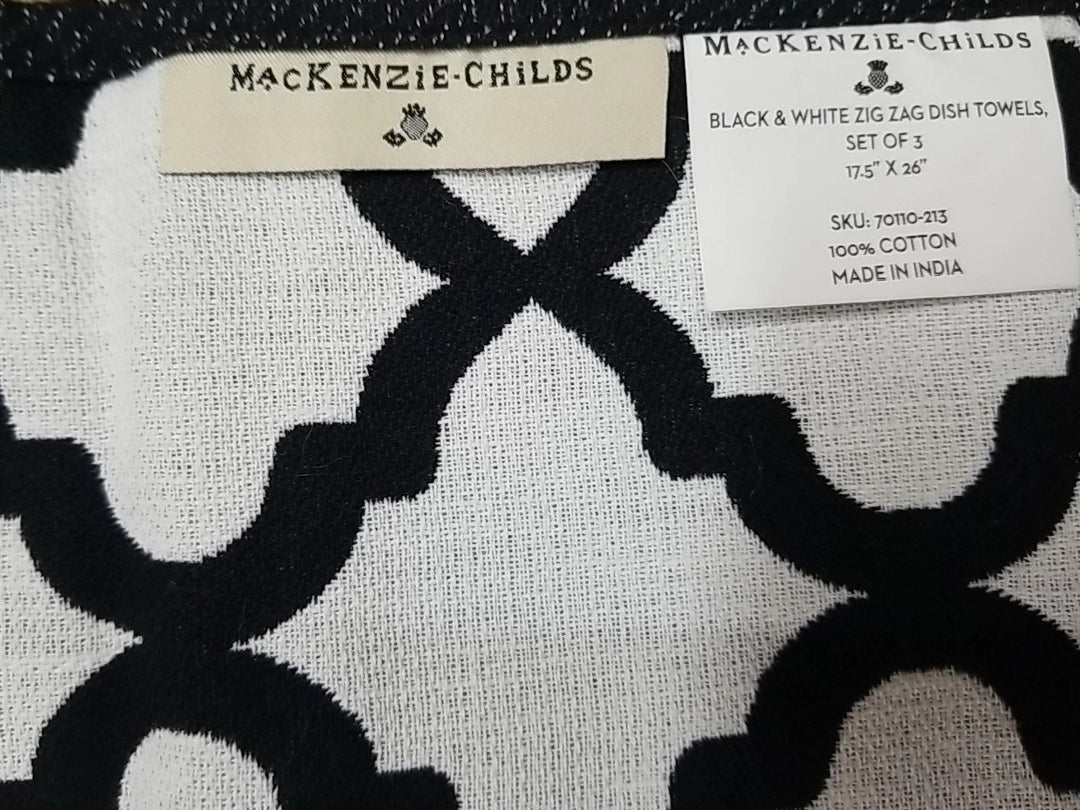 MACKENZiE-CHiLDS
MACKENZiE-CHiLDS
BLACK & WHITE ZIG ZAG DISH TOWELS,
SET OF 3
17.5” X 26”
SKU: 70110-213
100% COTTON
MADE IN INDIA